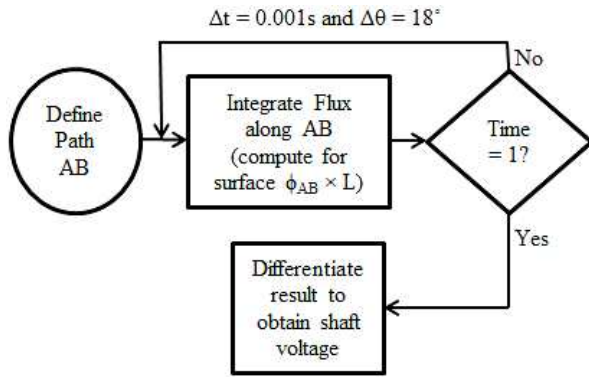 Δt = 0.001s and Δθ = 18°
No
Define
Path
AB
Integrate Flux
along AB
(compute for
surface ϕAB × L)
Time
= 1?
Yes
Differentiate
result to
obtain shaft
voltage